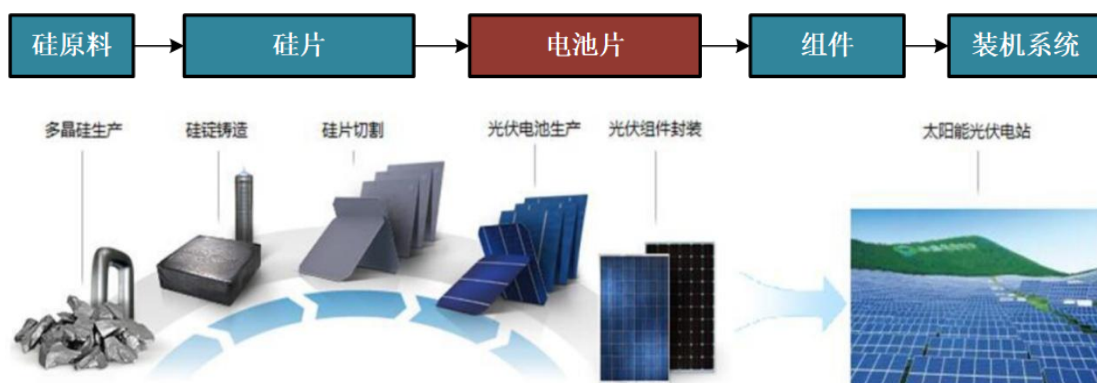 硅原料
硅片
电池片
组件
装机系统
多晶硅生产
硅锭铸造
硅片切割
光伏电池生产
光伏组件封装
太阳能光伏电站